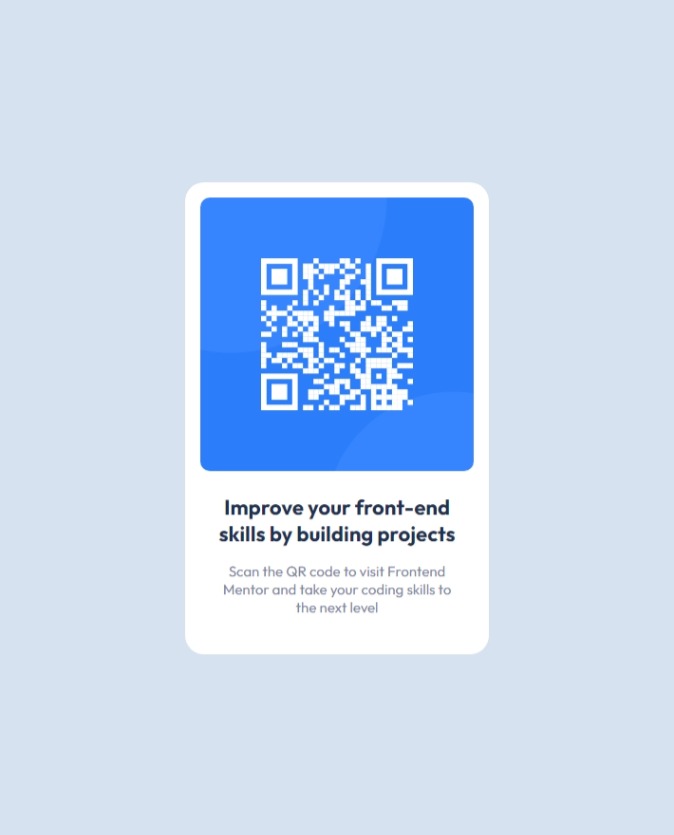 Improve your front-end
skills by building projects
Scan the QR code to visit Frontend
Mentor and take your coding skills to
the next level